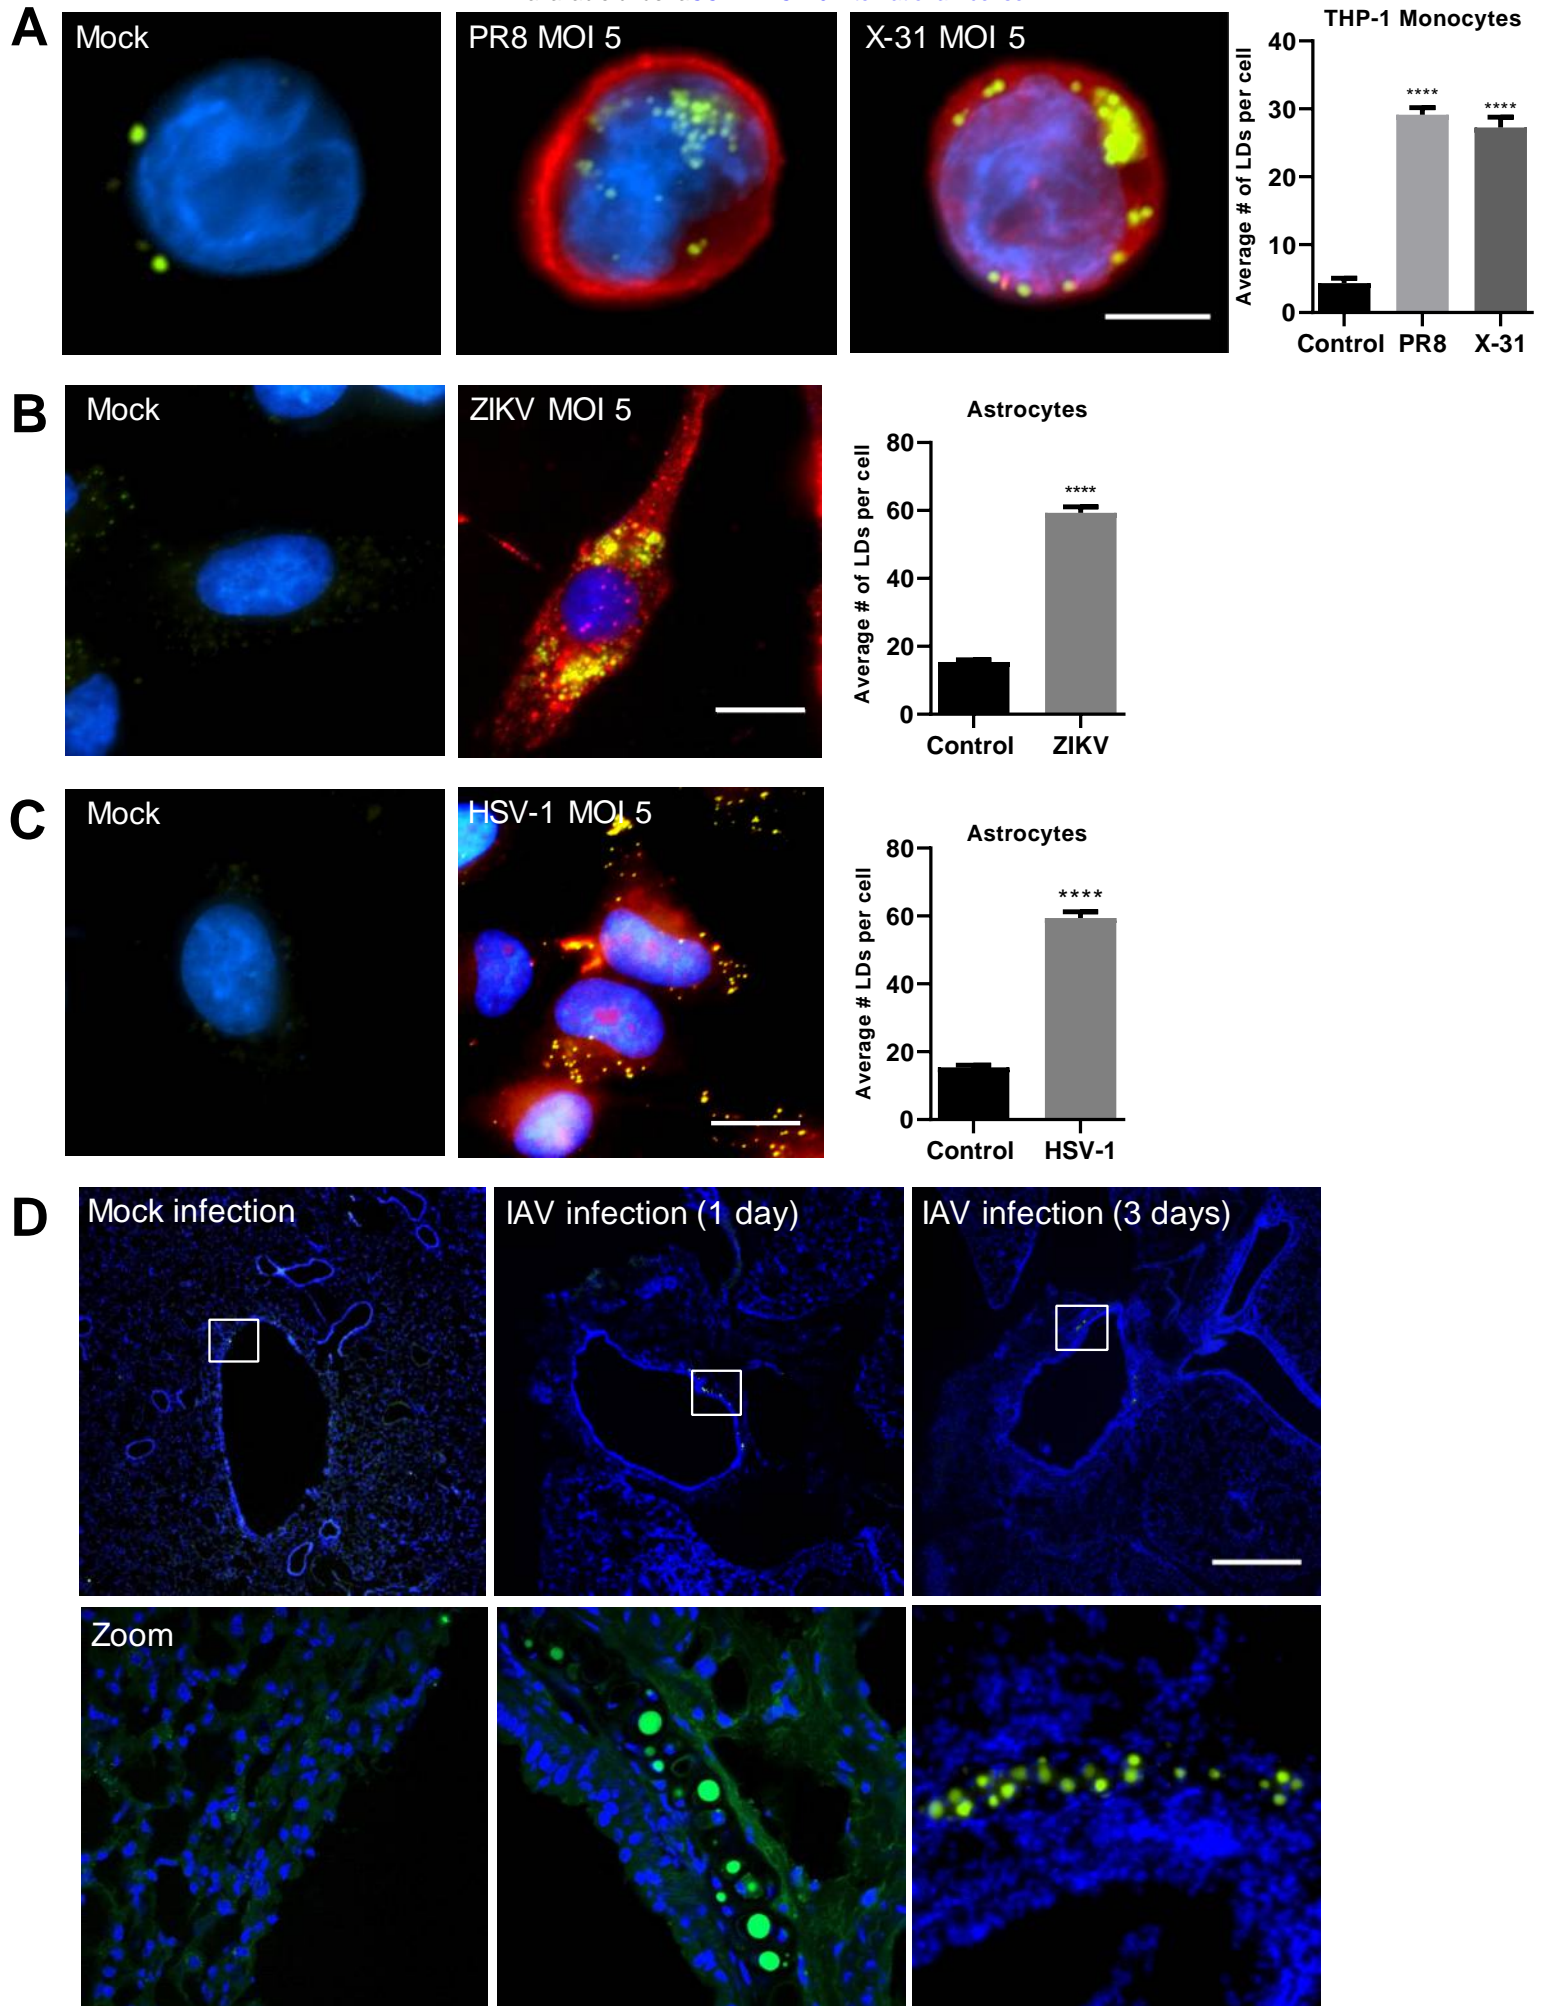 A
Mock
PR8 MOI 5
X-31 MOI 5
THP-1 Monocytes
Average # of LDs per cell
40
30
20
10
0
****
****
Control PR8 X-31
B
Mock
ZIKV MOI 5
Astrocytes
Average # of LDs per cell
80
60
40
20
0
****
Control ZIKV
C
Mock
HSV-1 MOI 5
Astrocytes
Average # LDs per cell
80
60
40
20
0
****
Control HSV-1
D
Mock infection
IAV infection (1 day)
IAV infection (3 days)
Zoom